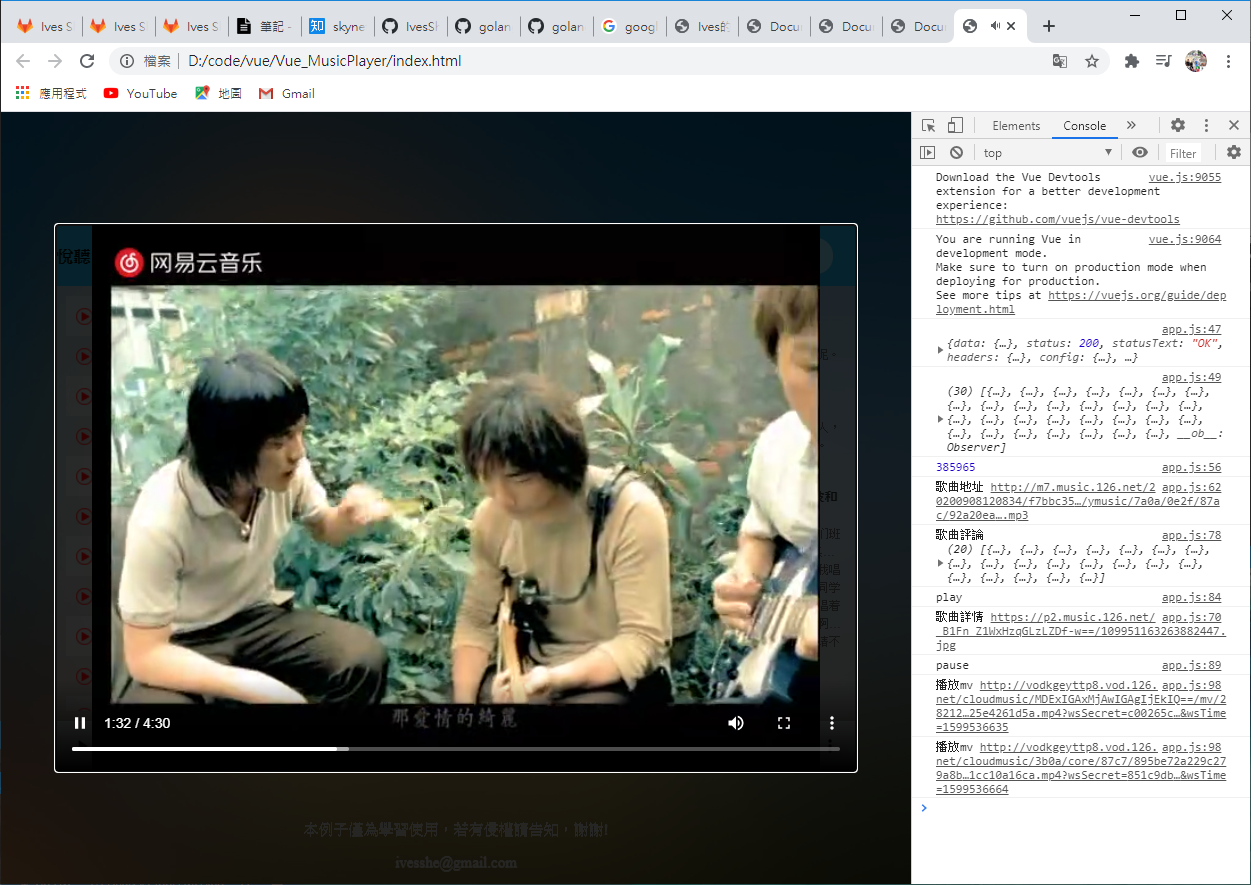 Ives S
Ives S
Ives S
筆記 -
skyne
IvesSh
golan
golan
googl
Ives的
Docu
Docu
Docu
檔案
D:/code/vue/Vue_MusicPlayer/index.html
應用程式
YouTube
地圖
Gmail
悅聽
网易云音乐
那愛情的綺麗
1:32 / 4:30
本例子僅為學習使用，若有侵權請告知，謝謝!
ivesshe@gmail.com
Elements
Console
top
Filter
Download the Vue Devtools vue.js:9055
extension for a better development
experience:
https://github.com/vuejs/vue-devtools
You are running Vue in vue.js:9064
development mode.
Make sure to turn on production mode when
deploying for production.
See more tips at https://vuejs.org/guide/dep
loyment.html
app.js:47
{data: {…}, status: 200, statusText: "OK",
headers: {…}, config: {…}, …}
app.js:49
(30) [{…}, {…}, {…}, {…}, {…}, {…}, {…},
{…}, {…}, {…}, {…}, {…}, {…}, {…}, {…},
{…}, {…}, {…}, {…}, {…}, {…}, {…}, {…},
{…}, {…}, {…}, {…}, {…}, {…}, {…}, __ob__:
Observer]
385965 app.js:56
歌曲地址 http://m7.music.126.net/2 app.js:62
0200908120834/f7bbc35…/ymusic/7a0a/0e2f/87a
c/92a20ea….mp3
歌曲評論 app.js:78
(20) [{…}, {…}, {…}, {…}, {…}, {…}, {…},
{…}, {…}, {…}, {…}, {…}, {…}, {…}, {…},
{…}, {…}, {…}, {…}, {…}]
play app.js:84
歌曲詳情 https://p2.music.126.net/ app.js:70
_B1Fn_Z1WxHzqGLzLZDf-w==/109951163263882447.
jpg
pause app.js:89
播放mv http://vodkgeyttp8.vod.126. app.js:98
net/cloudmusic/MDExIGAxMjAwIGAgIjEkIQ==/mv/2
8212…25e4261d5a.mp4?wsSecret=c00265c…&wsTime
=1599536635
播放mv http://vodkgeyttp8.vod.126. app.js:98
net/cloudmusic/3b0a/core/87c7/895be72a229c27
9a8b…1cc10a16ca.mp4?wsSecret=851c9db…&wsTime
=1599536664